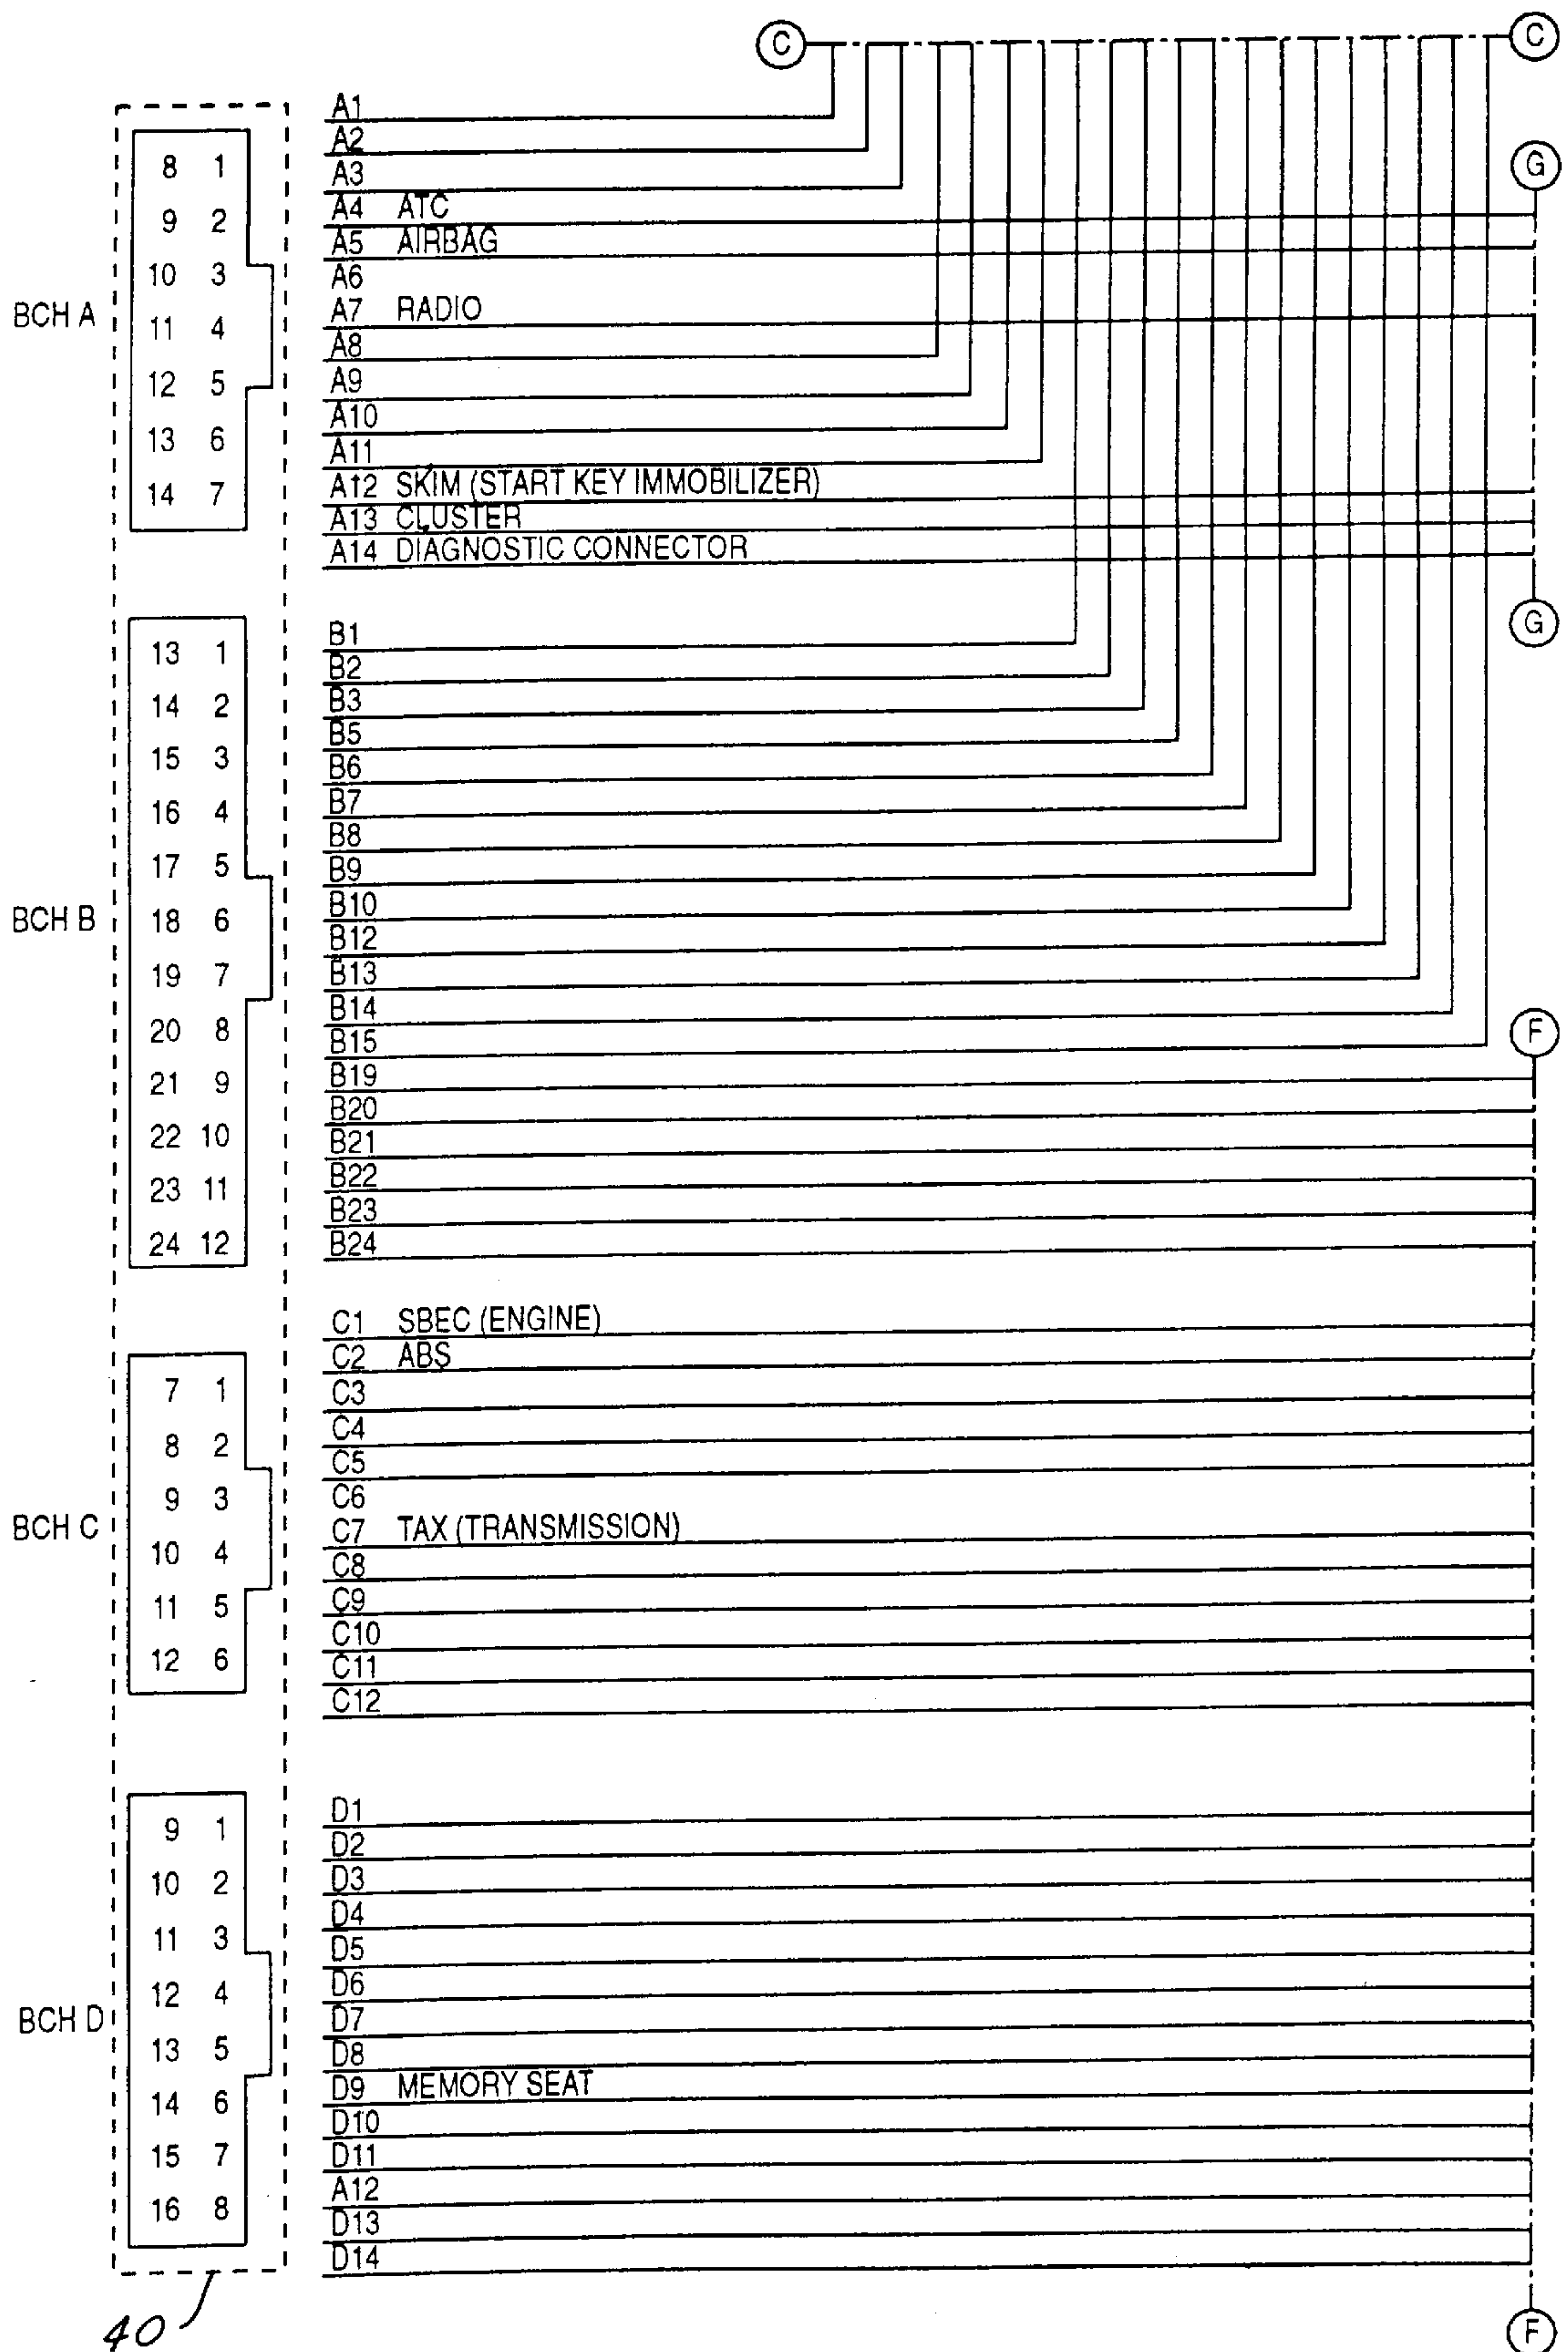 C C
A1
A2
A3
G
A4 ATC
A5 AIRBAG
A6
A7 RADIO
A8
A9
A10
A11
A12 SKIM (START KEY IMMOBILIZER)
A13 CLUSTER
A14 DIAGNOSTIC CONNECTOR
G
BCH A
8 1
9 2
10 3
11 4
12 5
13 6
14 7
B1
B2
B3
B5
B6
B7
B8
B9
B10
B12
B13
B14
B15
F
B19
B20
B21
B22
B23
B24
BCH B
13 1
14 2
15 3
16 4
17 5
18 6
19 7
20 8
21 9
22 10
23 11
24 12
C1 SBEC (ENGINE)
C2 ABS
C3
C4
C5
C6
C7 TAX (TRANSMISSION)
C8
C9
C10
C11
C12
BCH C
7 1
8 2
9 3
10 4
11 5
12 6
D1
D2
D3
D4
D5
D6
D7
D8
D9 MEMORY SEAT
D10
D11
A12
D13
D14
BCH D
9 1
10 2
11 3
12 4
13 5
14 6
15 7
16 8
40
F